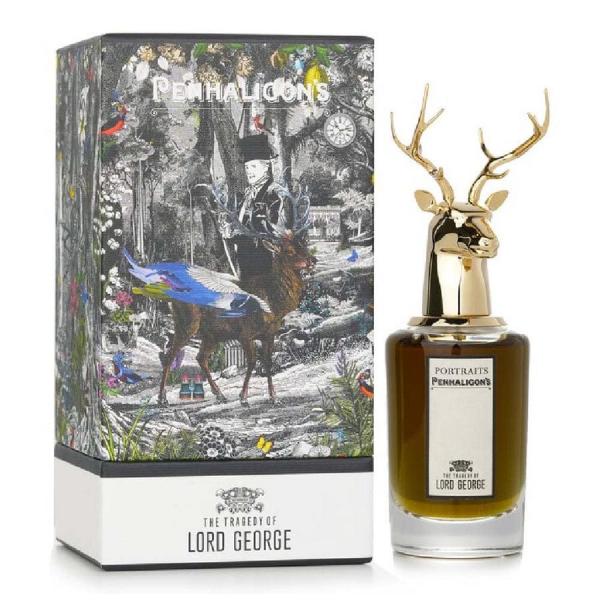 PENHALIGON'S
THE TRAGEDY OF
LORD GEORGE
PORTRAITS
PENHALIGON'S
THE TRAGEDY OF
LORD GEORGE